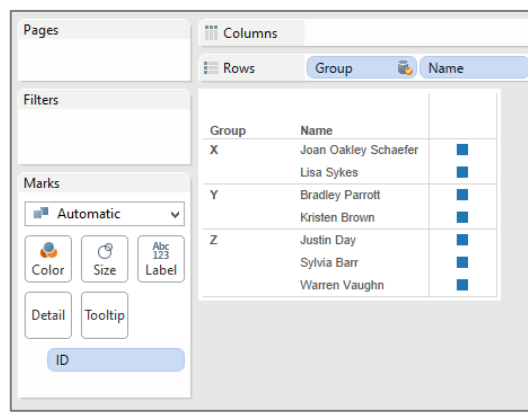 Pages
Columns
Rows
Group
Name
Filters
Group
Name
X
Joan Oakley Schaefer
Lisa Sykes
Y
Bradley Parrott
Kristen Brown
Z
Justin Day
Sylvia Barr
Warren Vaughn
Marks
Automatic
Color
Size
Abc
123
Label
Detail
Tooltip
ID